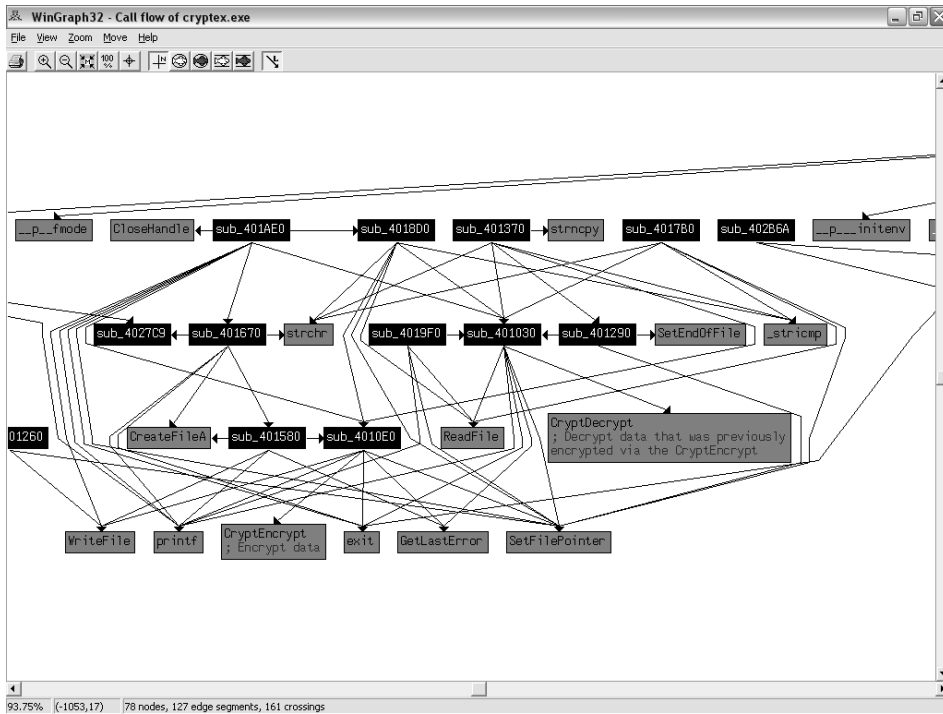 WinGraph32 - Call flow of cryptex.exe
File View Zoom Move Help
100
%
N
__p__fmode
CloseHandle
sub_401AE0
sub_4018D0
sub_401370
strncpy
sub_4017B0
sub_402B6A
__p___initenv
sub_4027C9
sub_401670
strchr
sub_4019F0
sub_401030
sub_401290
SetEndOfFile
_stricmp
01260
CreateFileA
sub_401580
sub_4010E0
ReadFile
CryptDecrypt
; Decrypt data that was previously
encrypted via the CryptEncrypt
WriteFile
printf
CryptEncrypt
; Encrypt data
exit
GetLastError
SetFilePointer
93.75% (-1053,17) 78 nodes, 127 edge segments, 161 crossings